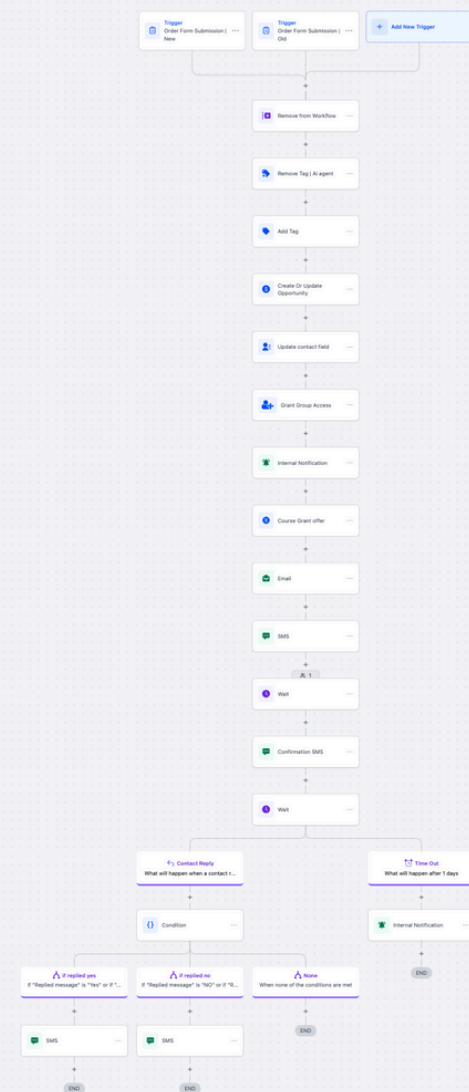 Trigger
Order Form Submission |
New
Trigger
Order Form Submission |
Old
Add New Trigger
Remove from Workflow
Remove Tag | AI agent
Add Tag
Create Or Update
Opportunity
Update contact field
Grant Group Access
Internal Notification
Course Grant offer
Email
SMS
1
Wait
Confirmation SMS
Wait
Contact Reply
What will happen when a contact r...
Time Out
What will happen after 1 days
Condition
Internal Notification
END
if replied yes
If "Replied message" is "Yes" or if "...
if replied no
If "Replied message" is "NO" or if "R...
None
When none of the conditions are met
END
SMS
SMS
END
END